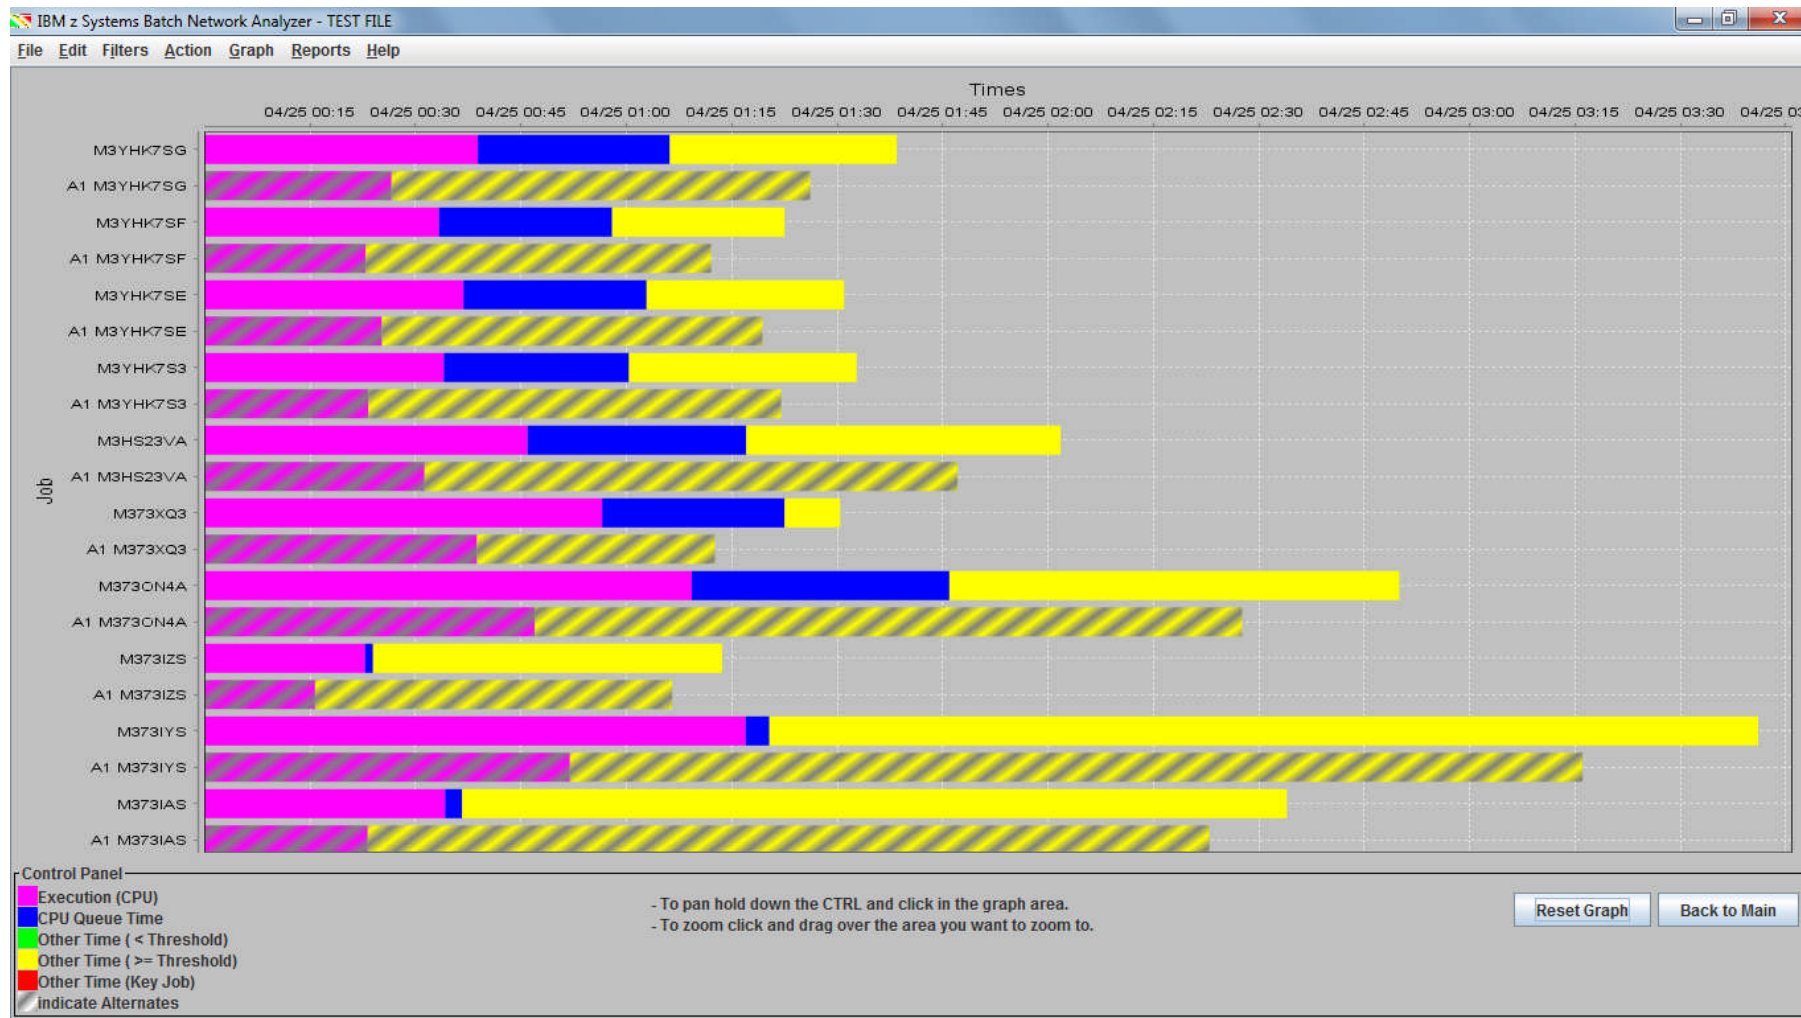 IBM z Systems Batch Network Analyzer - TEST FILE
File Edit Filters Action Graph Reports Help
Times
04/25 00:15 04/25 00:30 04/25 00:45 04/25 01:00 04/25 01:15 04/25 01:30 04/25 01:45 04/25 02:00 04/25 02:15 04/25 02:30 04/25 02:45 04/25 03:00 04/25 03:15 04/25 03:30 04/25 03
Job
M3YHK7SG
A1 M3YHK7SG
M3YHK7SF
A1 M3YHK7SF
M3YHK7SE
A1 M3YHK7SE
M3YHK7S3
A1 M3YHK7S3
M3HS23VA
A1 M3HS23VA
M373XQ3
A1 M373XQ3
M373ON4A
A1 M373ON4A
M373IZS
A1 M373IZS
M373IYS
A1 M373IYS
M373IAS
A1 M373IAS
Control Panel
Execution (CPU)
CPU Queue Time
Other Time ( < Threshold)
Other Time ( >= Threshold)
Other Time (Key Job)
indicate Alternates
- To pan hold down the CTRL and click in the graph area.
- To zoom click and drag over the area you want to zoom to.
Reset Graph Back to Main